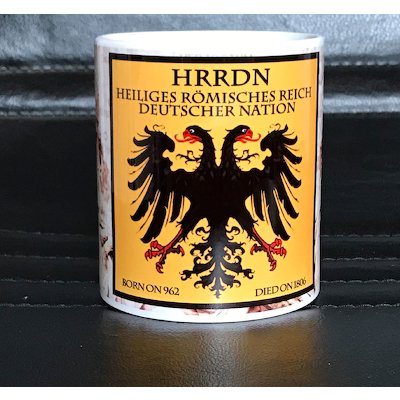 HRRDN
HEILIGES RÖMISCHES REICH
DEUTSCHER NATION
BORN ON 962
DIED ON 1806